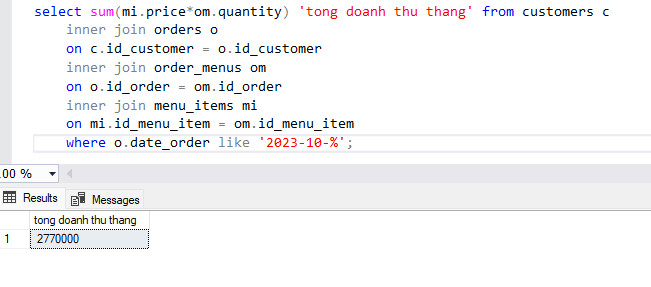 select sum(mi.price*om.quantity) 'tong doanh thu thang' from customers c
inner join orders o
on c.id_customer = o.id_customer
inner join order_menus om
on o.id_order = om.id_order
inner join menu_items mi
on mi.id_menu_item = om.id_menu_item
where o.date_order like '2023-10-%';
.00 %
Results Messages
tong doanh thu thang
1 2770000